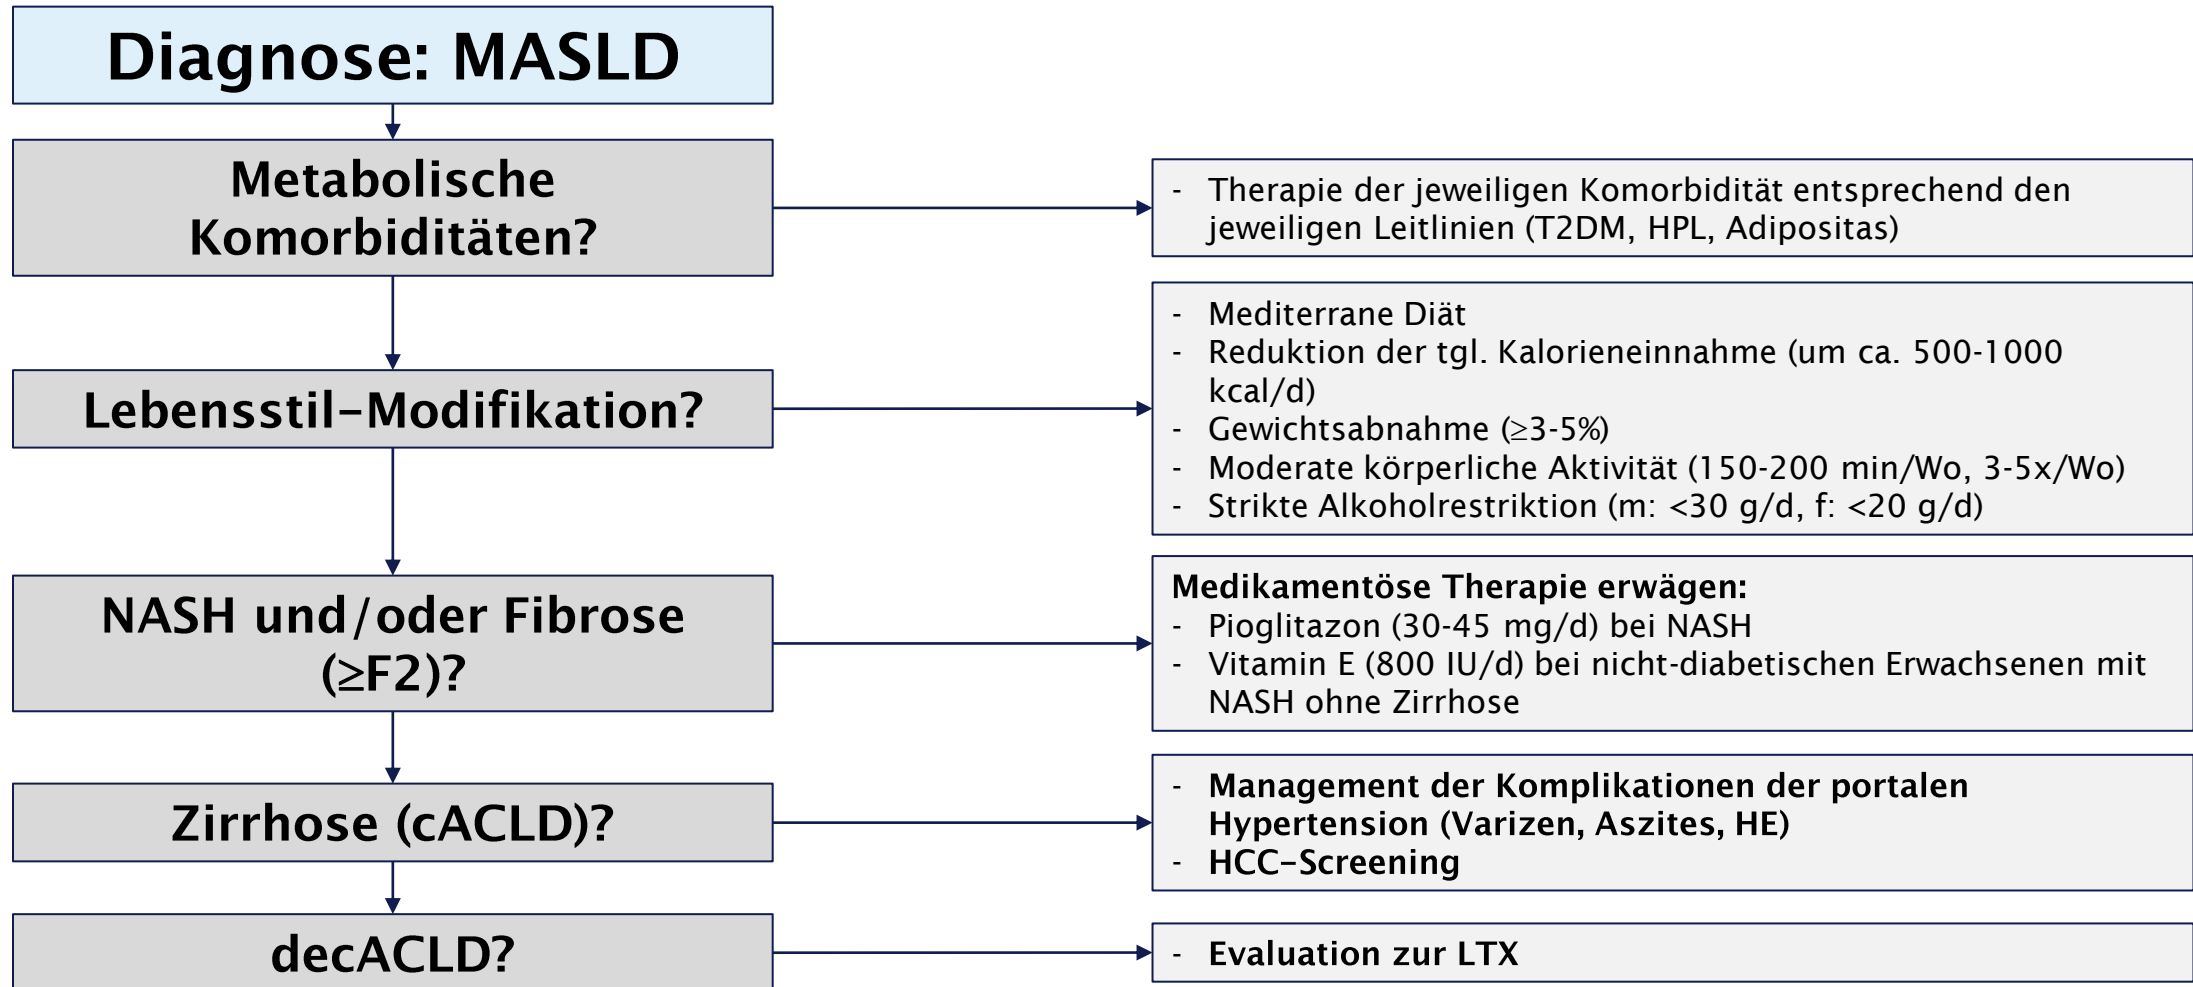 Diagnose: MASLD
Metabolische
Komorbiditäten?
- Therapie der jeweiligen Komorbidität entsprechend den
jeweiligen Leitlinien (T2DM, HPL, Adipositas)
Lebensstil-Modifikation?
- Mediterrane Diät
- Reduktion der tgl. Kalorieneinnahme (um ca. 500-1000
kcal/d)
- Gewichtsabnahme (≥3-5%)
- Moderate körperliche Aktivität (150-200 min/Wo, 3-5x/Wo)
- Strikte Alkoholrestriktion (m: <30 g/d, f: <20 g/d)
NASH und/oder Fibrose
(≥F2)?
Medikamentöse Therapie erwägen:
- Pioglitazon (30-45 mg/d) bei NASH
- Vitamin E (800 IU/d) bei nicht-diabetischen Erwachsenen mit
NASH ohne Zirrhose
Zirrhose (cACLD)?
- Management der Komplikationen der portalen
Hypertension (Varizen, Aszites, HE)
- HCC-Screening
decACLD?
- Evaluation zur LTX